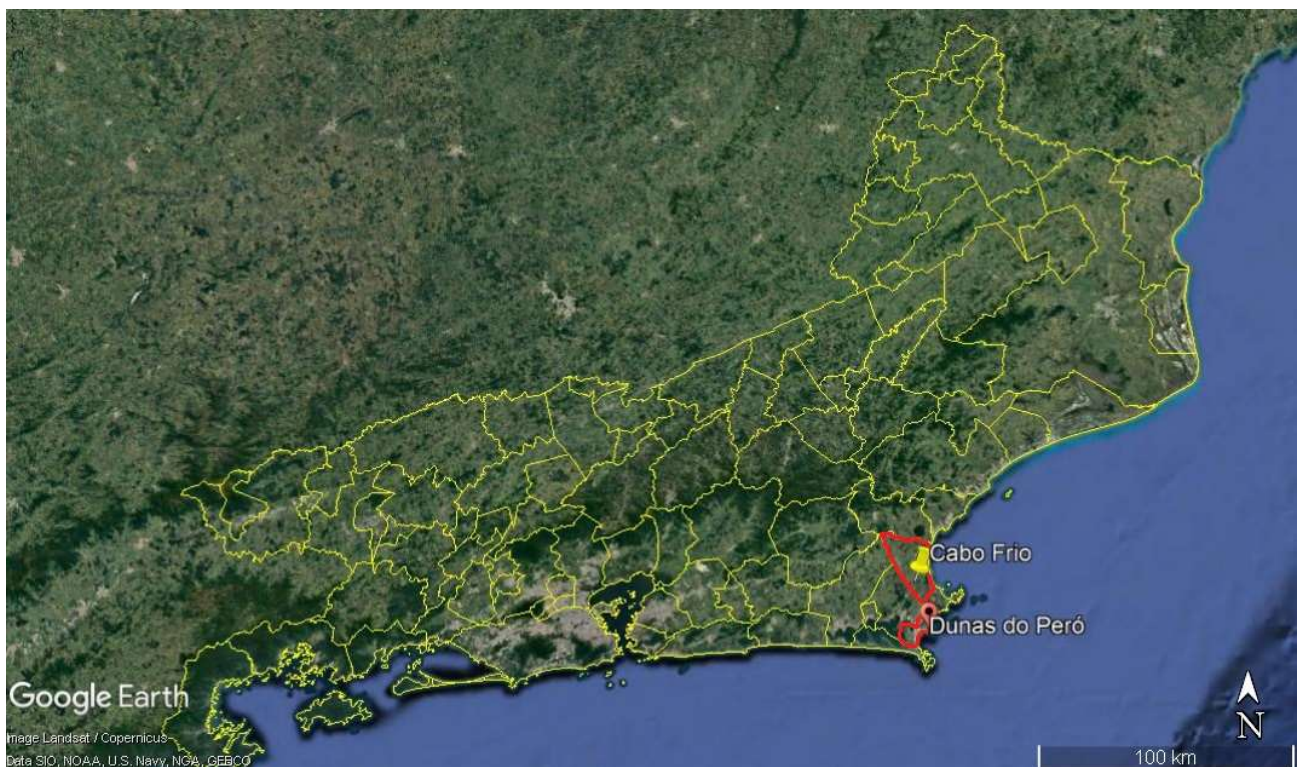 Cabo Frio
Dunas do Peró
Google Earth
Image Landsat / Copernicus
Data SIO, NOAA, U.S. Navy, NGA, GEBCO
N
100 km